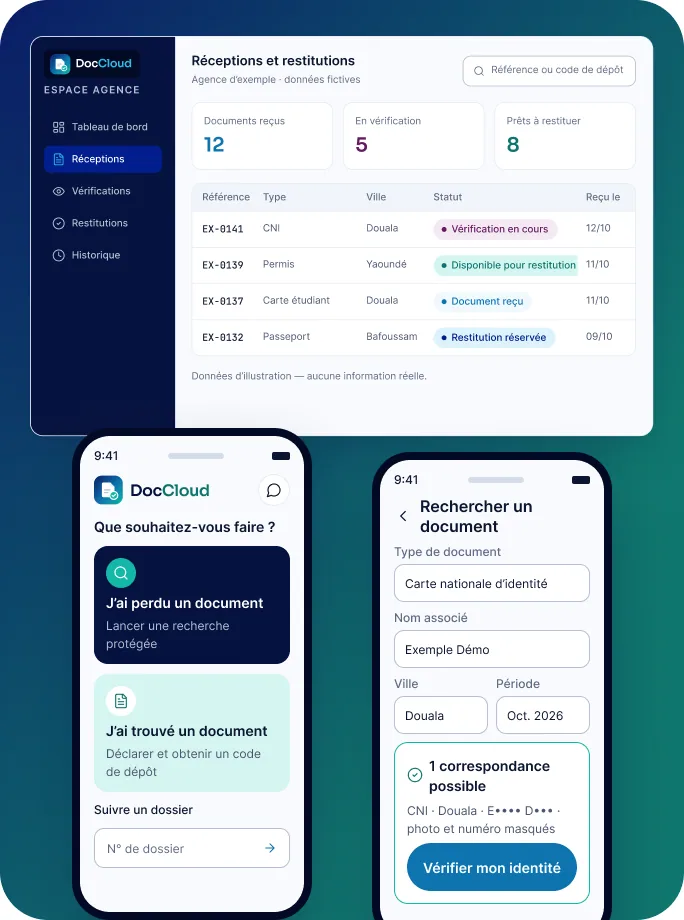 DocCloud
ESPACE AGENCE
Tableau de bord
Réceptions
Vérifications
Restitutions
Historique
Réceptions et restitutions
Agence d'exemple · données fictives
Référence ou code de dépôt
Documents reçus
12
En vérification
5
Prêts à restituer
8
Référence Type Ville Statut Reçu le
EX-0141 CNI Douala Vérification en cours 12/10
EX-0139 Permis Yaoundé Disponible pour restitution 11/10
EX-0137 Carte étudiant Douala Document reçu 11/10
EX-0132 Passeport Bafoussam Restitution réservée 09/10
Données d'illustration — aucune information réelle.
9:41
DocCloud
Que souhaitez-vous faire ?
J'ai perdu un document
Lancer une recherche
protégée
J'ai trouvé un document
Déclarer et obtenir un code
de dépôt
Suivre un dossier
N° de dossier
9:41
Rechercher un
document
Type de document
Carte nationale d'identité
Nom associé
Exemple Démo
Ville Période
Douala Oct. 2026
1 correspondance
possible
CNI · Douala · E•••• D••• ·
photo et numéro masqués
Vérifier mon identité